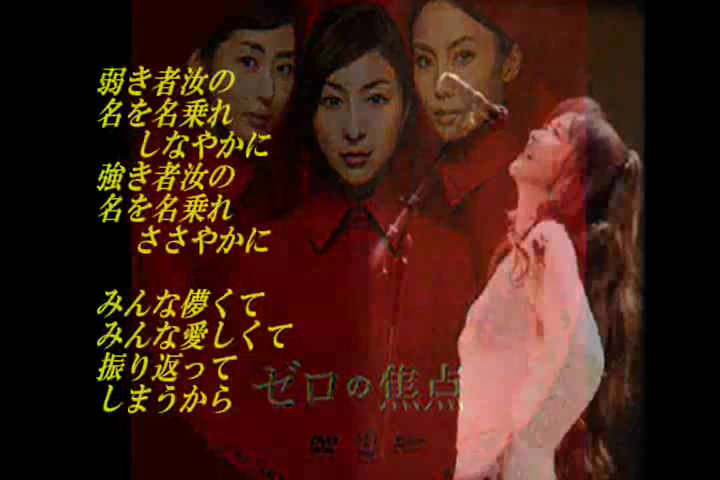 弱き者汝の
名を名乗れ
しなやかに
強き者汝の
名を名乗れ
ささやかに
みんな儚くて
みんな愛しくて
振り返って
しまうから
ゼロの焦点
DVD